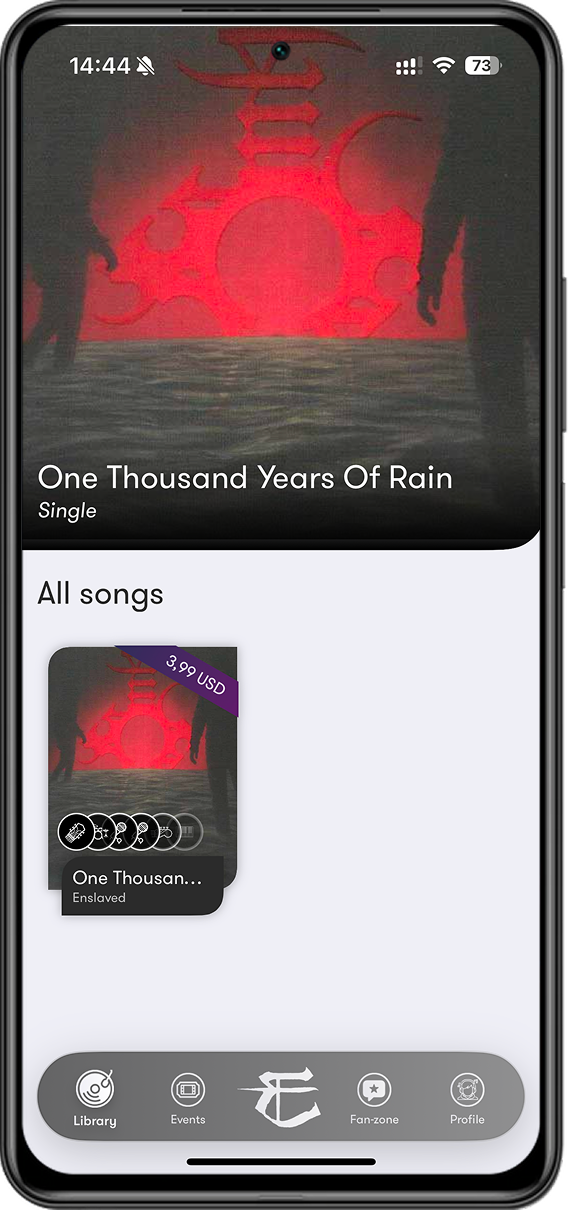 14:44
73
One Thousand Years Of Rain
Single
All songs
3,99 USD
One Thousan...
Enslaved
Library
Events
Fan-zone
Profile